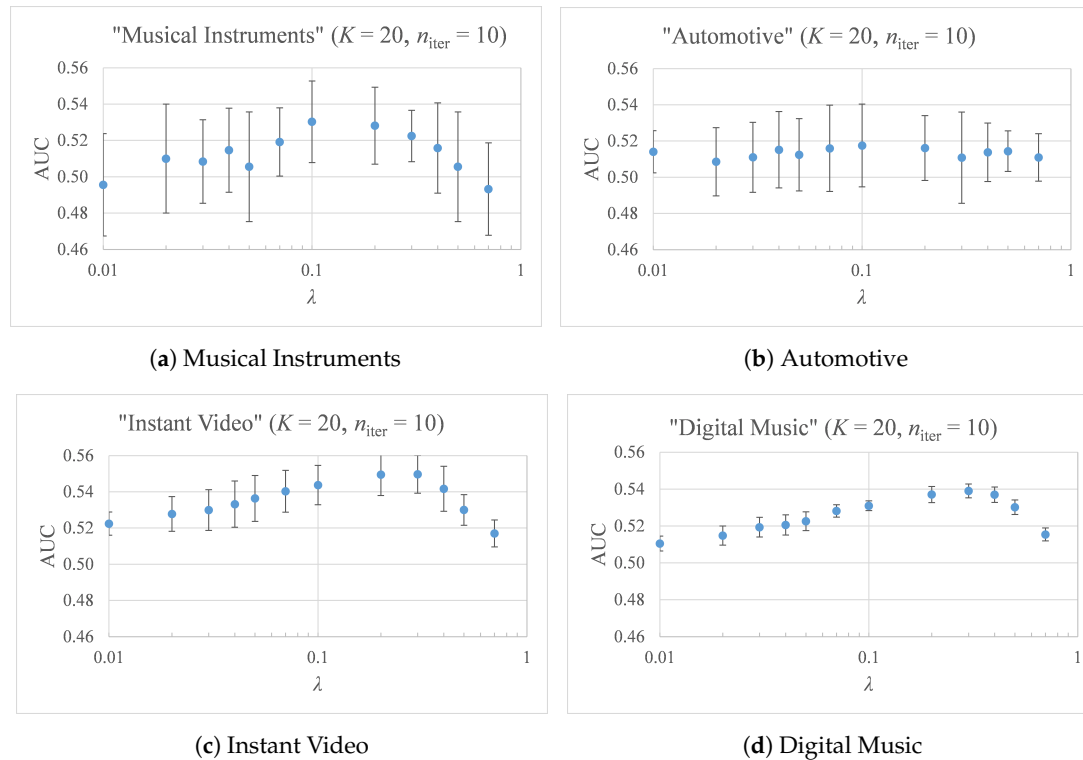 "Musical Instruments" (K = 20, n_iter = 10)
AUC
0.56
0.54
0.52
0.50
0.48
0.46
0.01
0.1
1
λ
(a) Musical Instruments
"Automotive" (K = 20, n_iter = 10)
AUC
0.56
0.54
0.52
0.50
0.48
0.46
0.01
0.1
1
λ
(b) Automotive
"Instant Video" (K = 20, n_iter = 10)
AUC
0.56
0.54
0.52
0.50
0.48
0.46
0.01
0.1
1
λ
(c) Instant Video
"Digital Music" (K = 20, n_iter = 10)
AUC
0.56
0.54
0.52
0.50
0.48
0.46
0.01
0.1
1
λ
(d) Digital Music